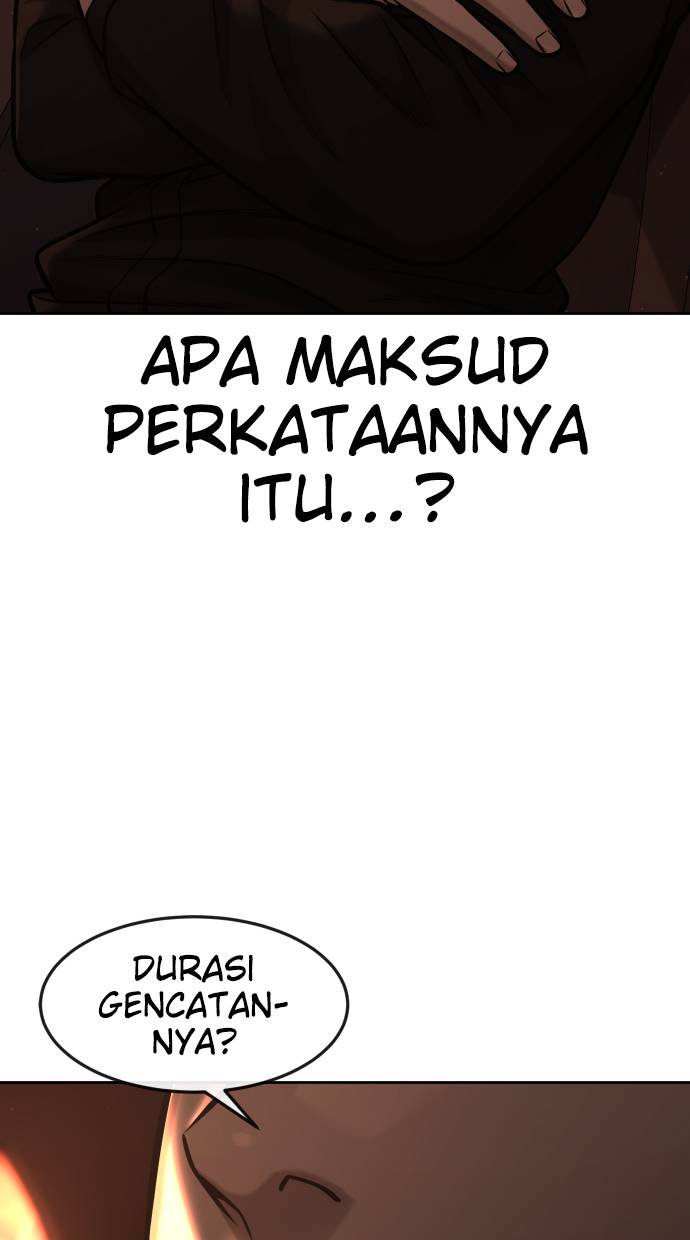 APA MAKSUD
PERKATAANNYA
ITU...?
DURASI
GENCATAN-
NYA?